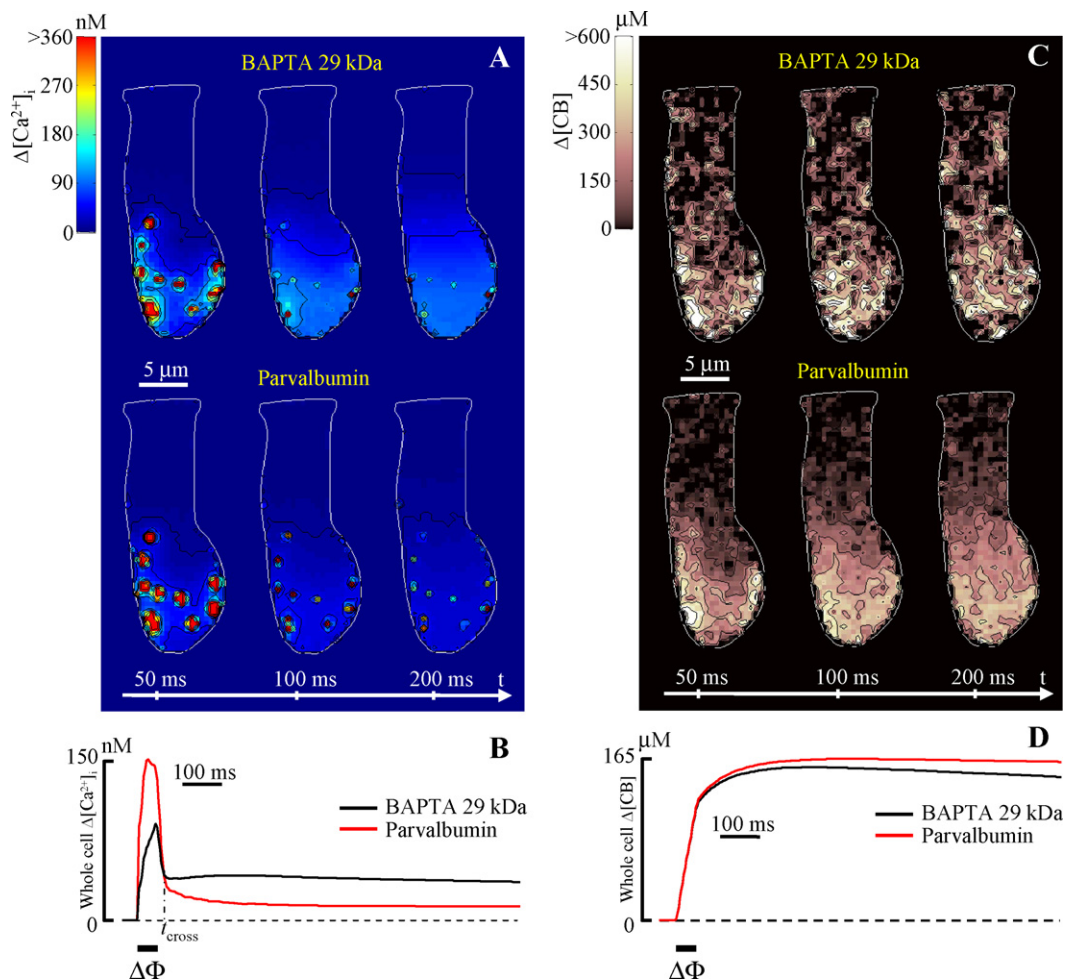 nM
>360
270
180
90
0
Δ[Ca²⁺]ᵢ
A
BAPTA 29 kDa
5 μm
Parvalbumin
50 ms
100 ms
200 ms
t
μM
>600
450
300
150
0
Δ[CB]
C
BAPTA 29 kDa
5 μm
Parvalbumin
50 ms
100 ms
200 ms
t
nM
B
150
0
Whole cell Δ[Ca²⁺]ᵢ
100 ms
BAPTA 29 kDa
Parvalbumin
t_cross
ΔΦ
μM
D
165
0
Whole cell Δ[CB]
BAPTA 29 kDa
Parvalbumin
100 ms
ΔΦ